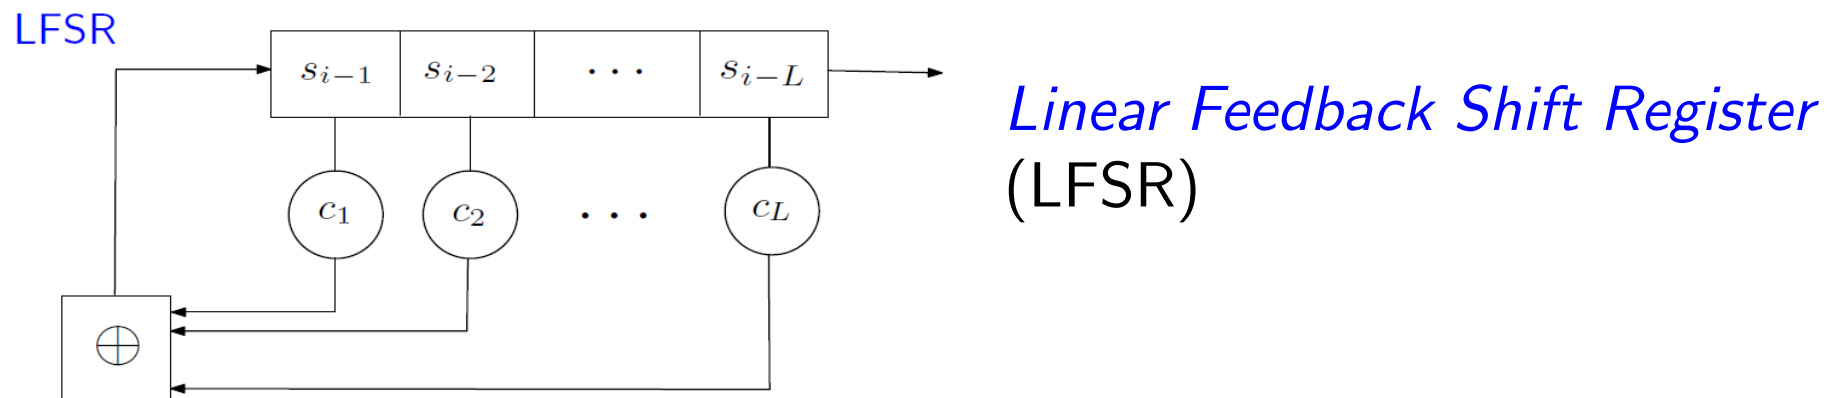 LFSR
s_{i−1} s_{i−2} · · · s_{i−L}
Linear Feedback Shift Register
(LFSR)
c_1 c_2 · · · c_L
⊕